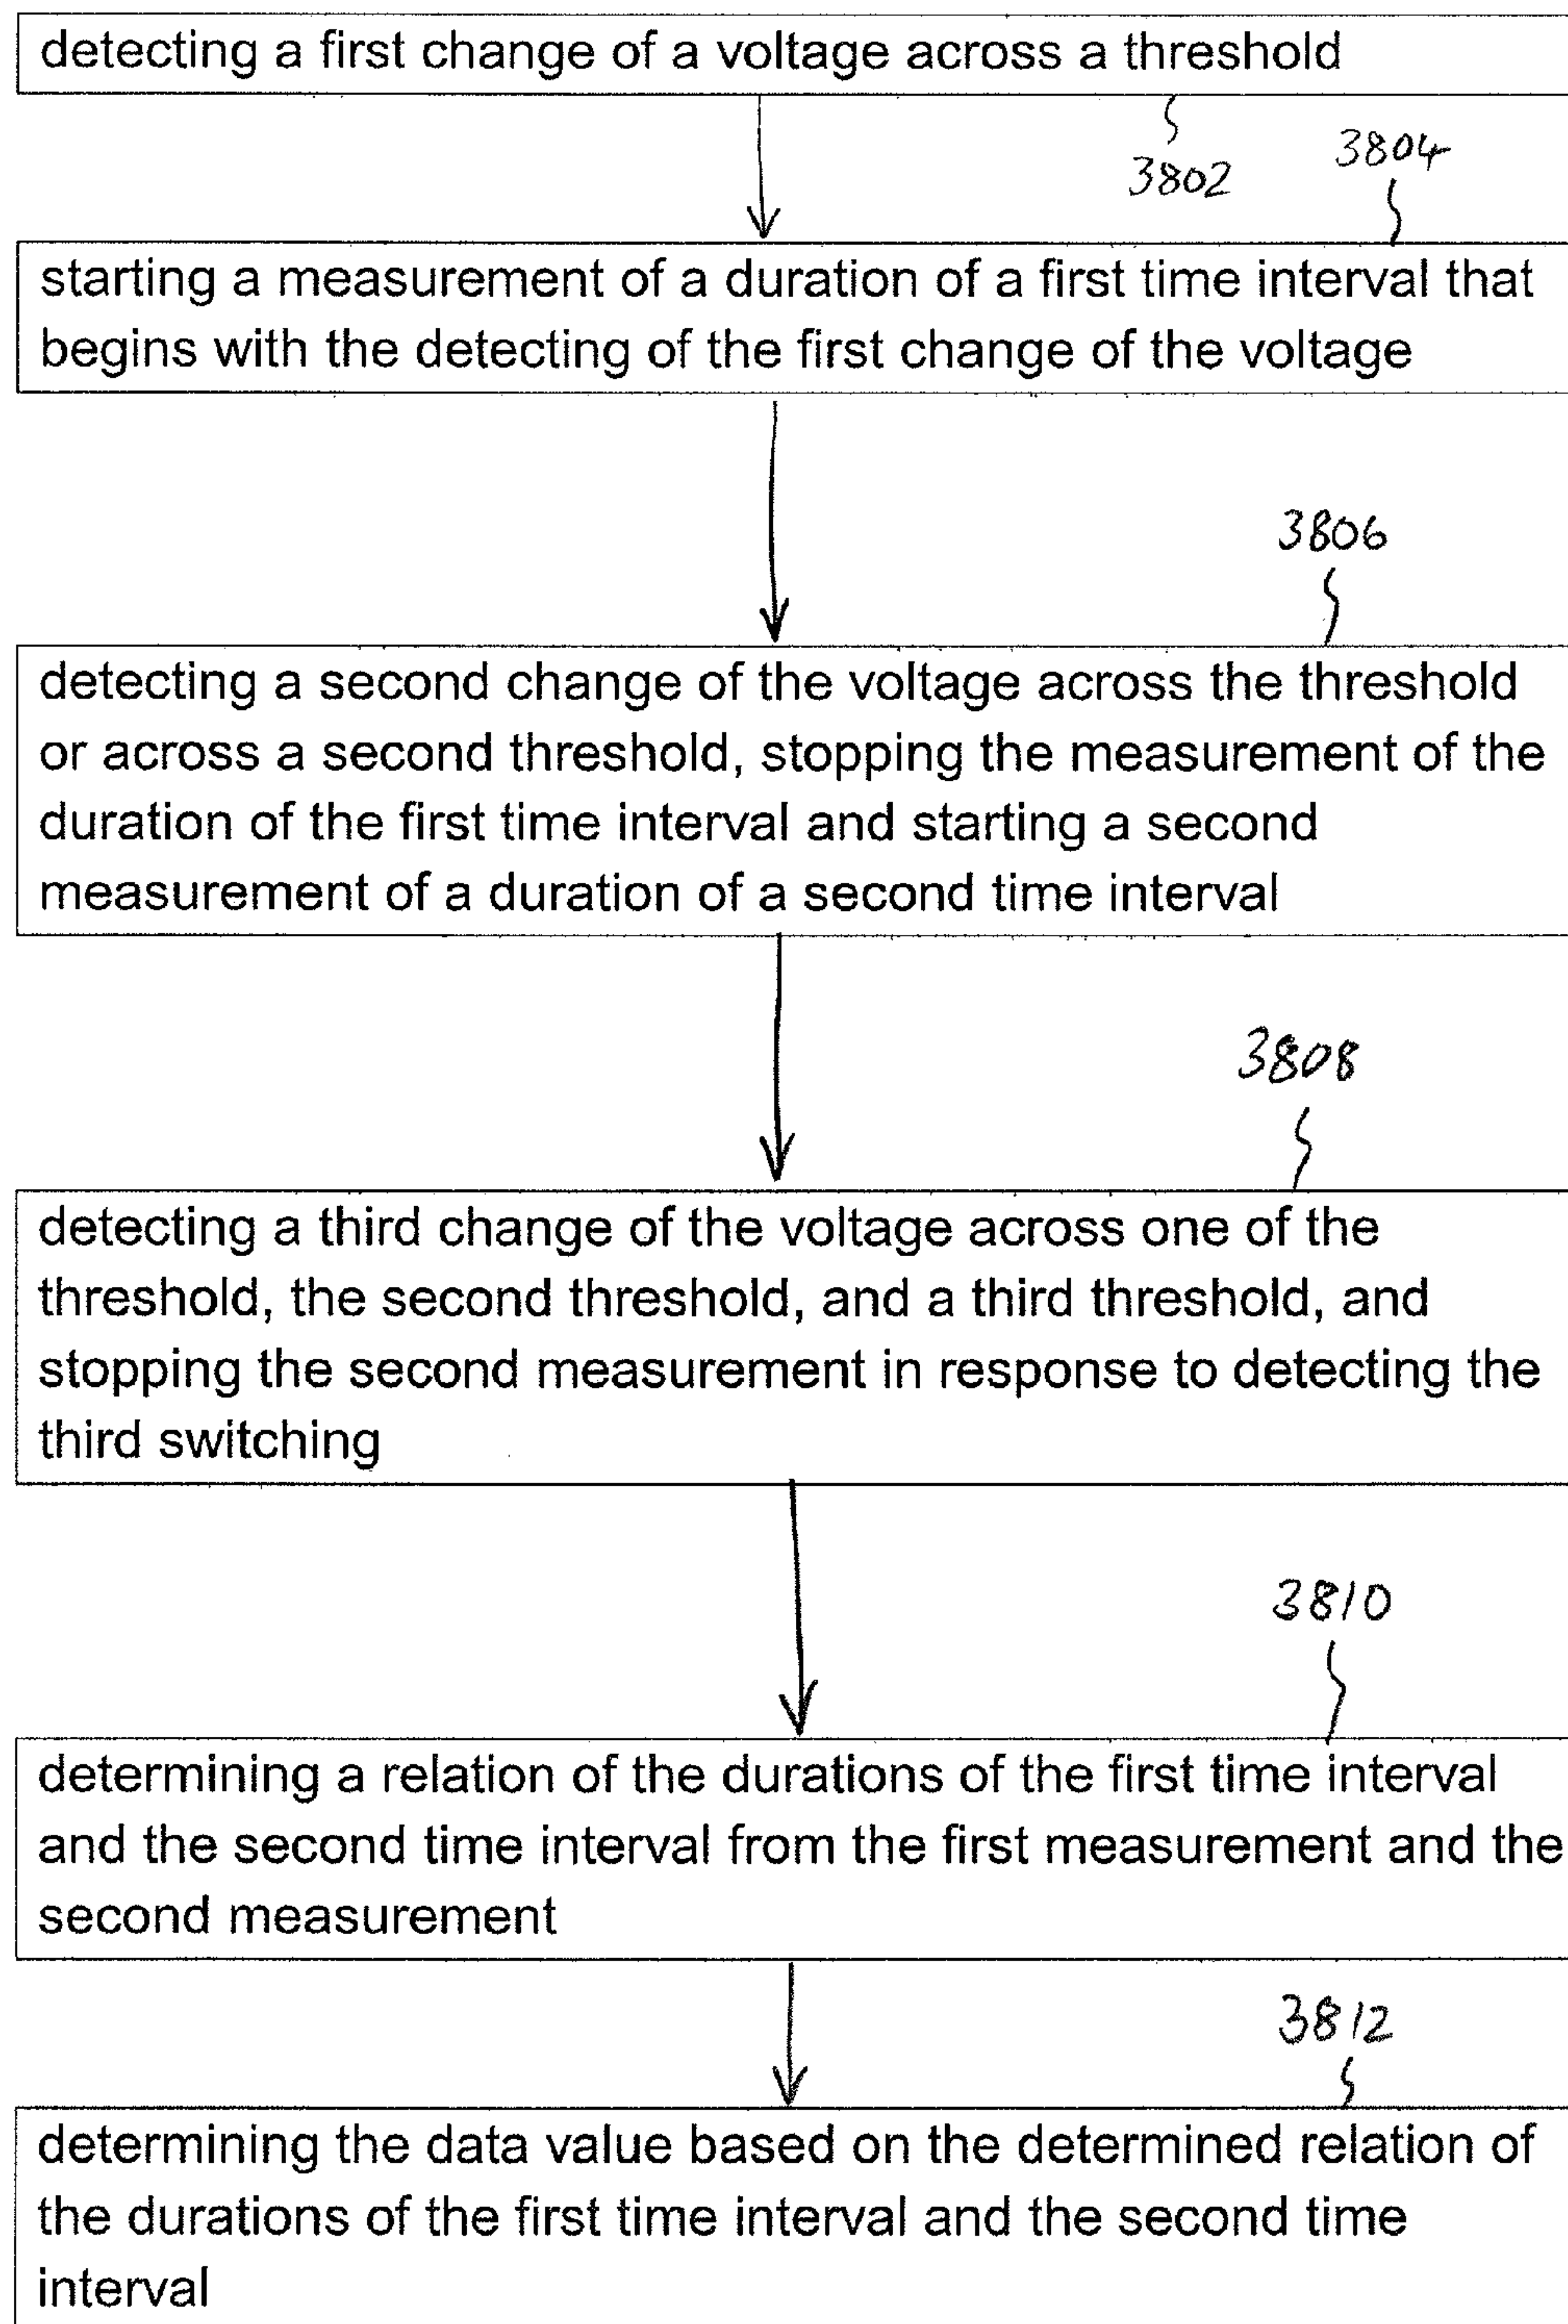 detecting a first change of a voltage across a threshold
3802
3804
starting a measurement of a duration of a first time interval that
begins with the detecting of the first change of the voltage
3806
detecting a second change of the voltage across the threshold
or across a second threshold, stopping the measurement of the
duration of the first time interval and starting a second
measurement of a duration of a second time interval
3808
detecting a third change of the voltage across one of the
threshold, the second threshold, and a third threshold, and
stopping the second measurement in response to detecting the
third switching
3810
determining a relation of the durations of the first time interval
and the second time interval from the first measurement and the
second measurement
3812
determining the data value based on the determined relation of
the durations of the first time interval and the second time
interval